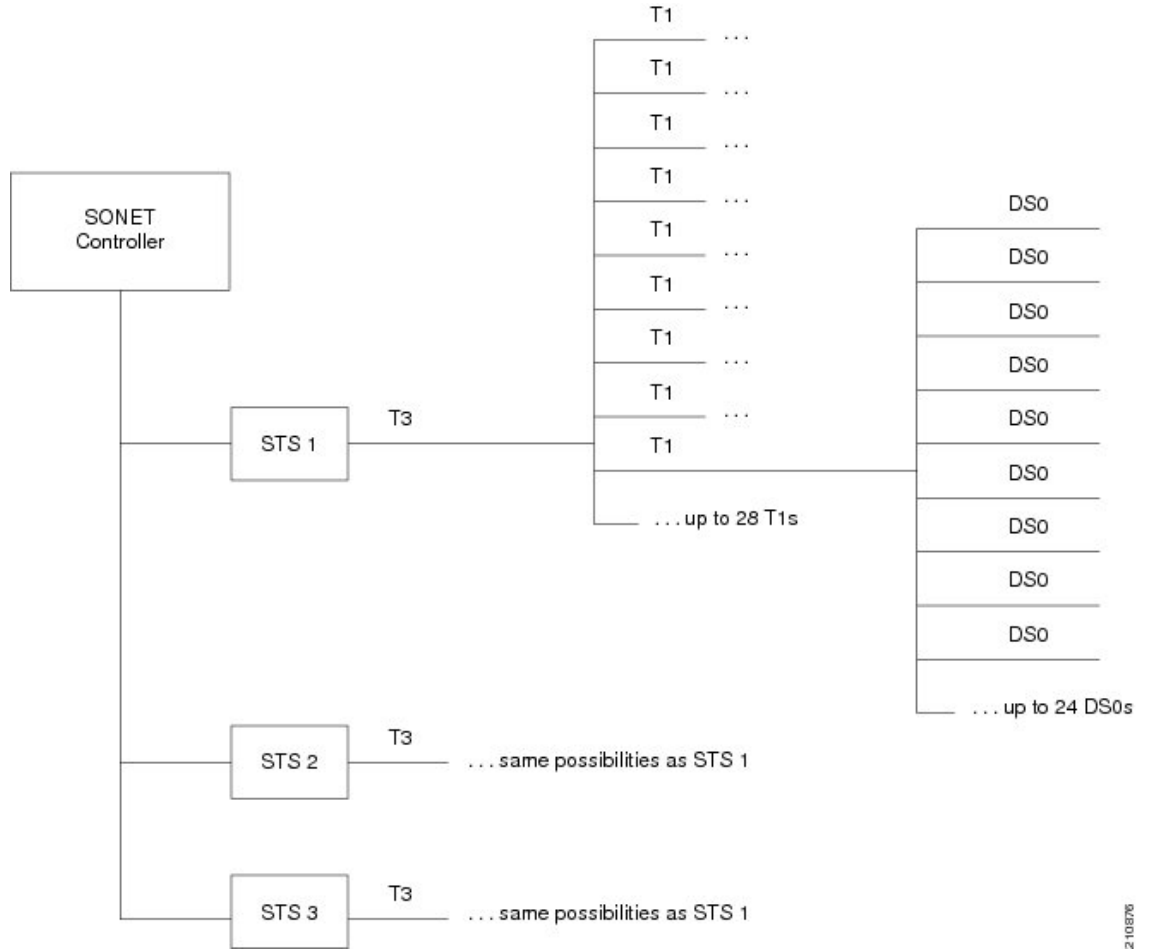 T1
...
T1
...
T1
...
T1
...
T1
...
T1
...
T1
...
T1
...
T1
... up to 28 T1s
SONET
Controller
STS 1
T3
DS0
DS0
DS0
DS0
DS0
DS0
DS0
DS0
DS0
... up to 24 DS0s
STS 2
T3
... same possibilities as STS 1
STS 3
T3
... same possibilities as STS 1
210876